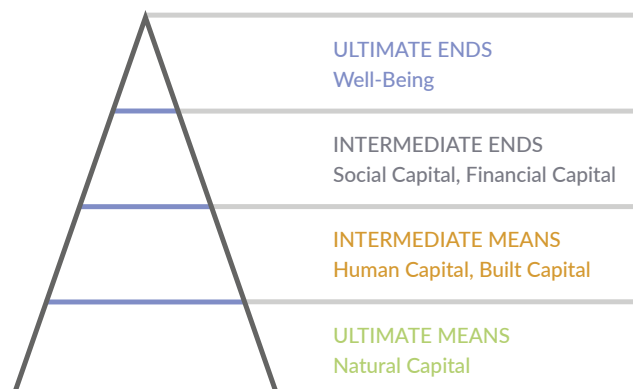 ULTIMATE ENDS
Well-Being
INTERMEDIATE ENDS
Social Capital, Financial Capital
INTERMEDIATE MEANS
Human Capital, Built Capital
ULTIMATE MEANS
Natural Capital